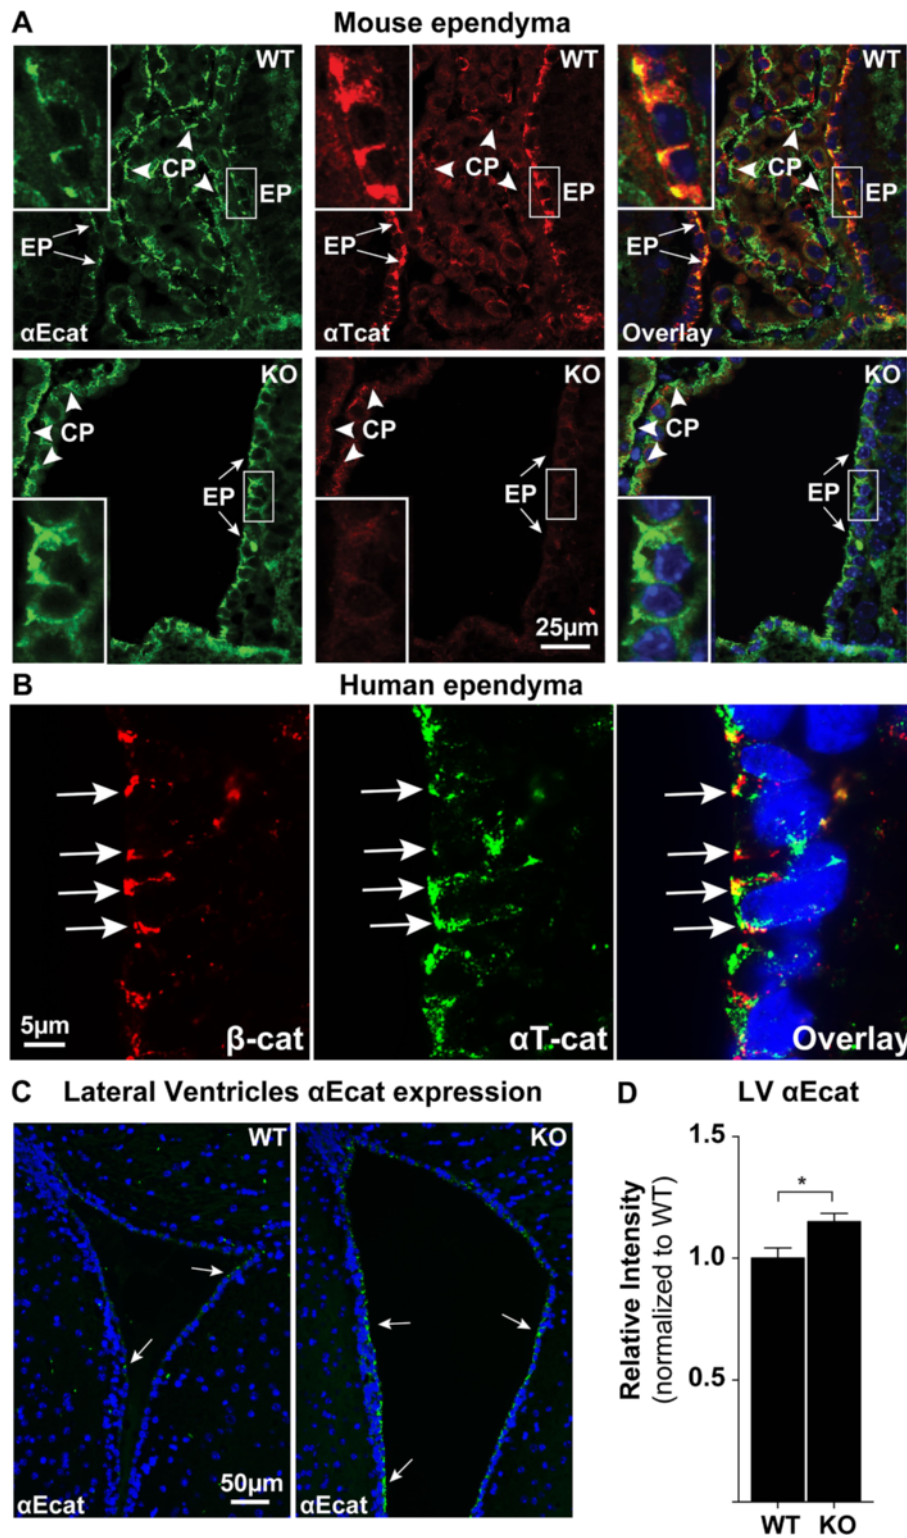 A Mouse ependyma
WT WT WT
CP CP CP
EP EP EP
EP EP EP
αEcat αTcat Overlay
KO KO KO
CP CP CP
EP EP EP
25μm
B Human ependyma
5μm β-cat αT-cat Overlay
C Lateral Ventricles αEcat expression
WT KO
αEcat 50μm αEcat
D LV αEcat
Relative Intensity
(normalized to WT)
1.5
*
1.0
0.5
WT KO